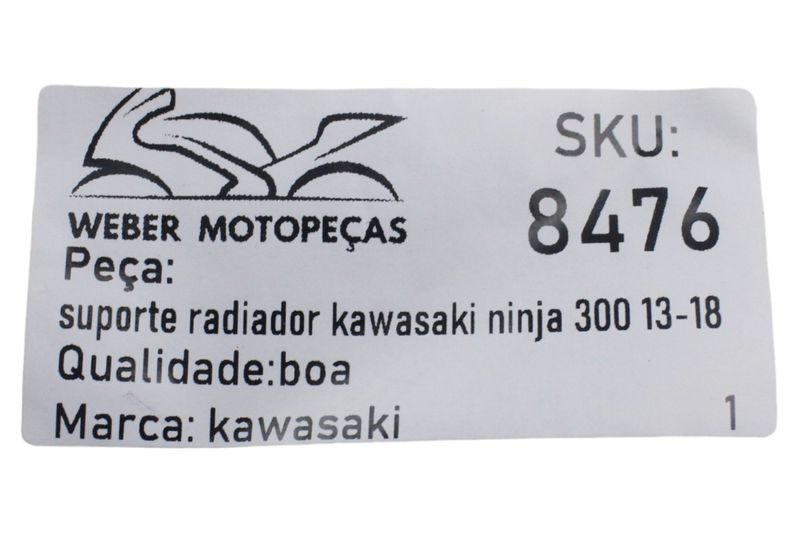 WEBER MOTOPEÇAS
SKU:
8476
Peça:
suporte radiador kawasaki ninja 300 13-18
Qualidade:boa
Marca: kawasaki
1